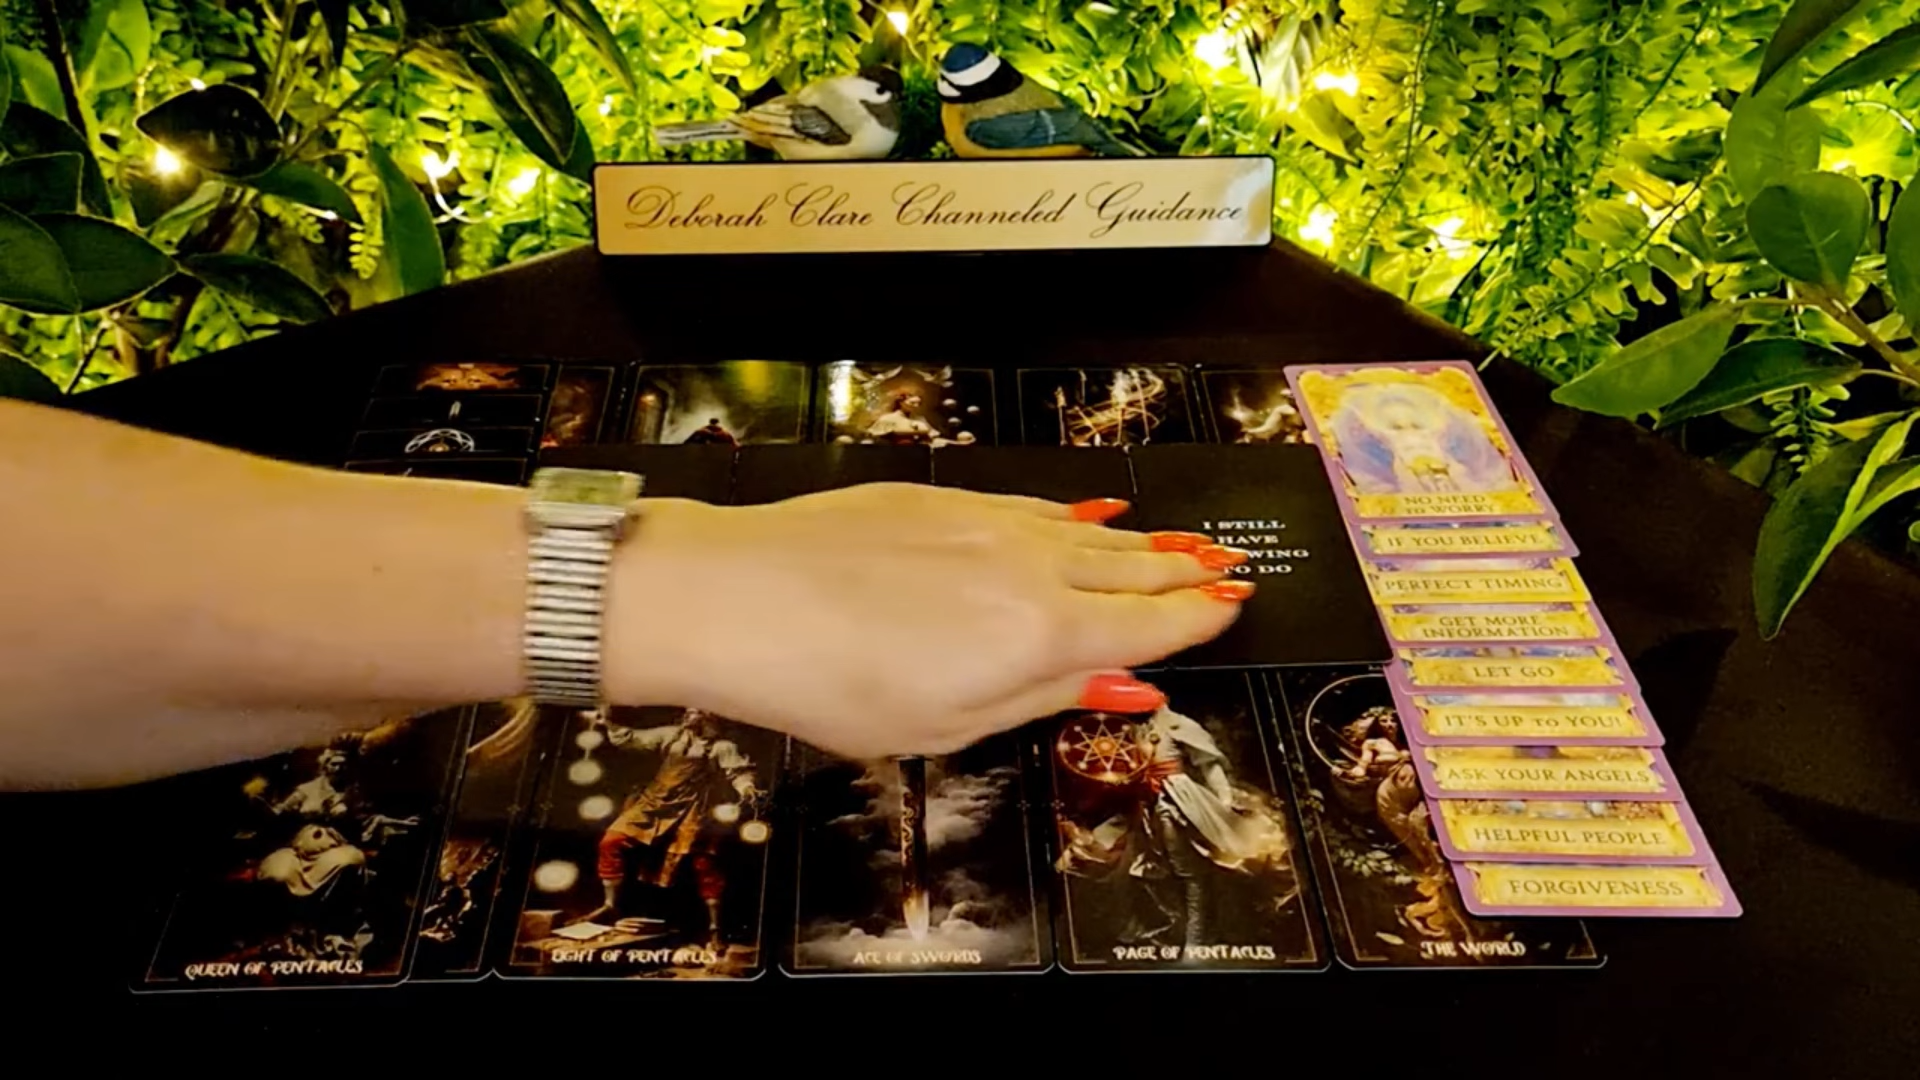 Deborah Clare Channeled Guidance
I STILL
HAVE
TO DO
NO NEED
TO WORRY
IF YOU BELIEVE
PERFECT TIMING
GET MORE
INFORMATION
LET GO
IT'S UP TO YOU!
ASK YOUR ANGELS
HELPFUL PEOPLE
FORGIVENESS
QUEEN OF PENTACLES
EIGHT OF PENTACLES
ACE OF SWORDS
PAGE OF PENTACLES
THE WORLD